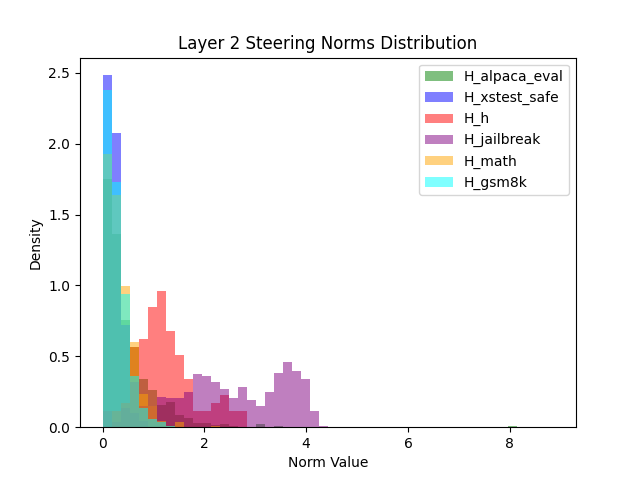 Layer 2 Steering Norms Distribution
H_alpaca_eval
H_xstest_safe
H_h
H_jailbreak
H_math
H_gsm8k
2.5
2.0
1.5
1.0
0.5
0.0
Density
0
2
4
6
8
Norm Value